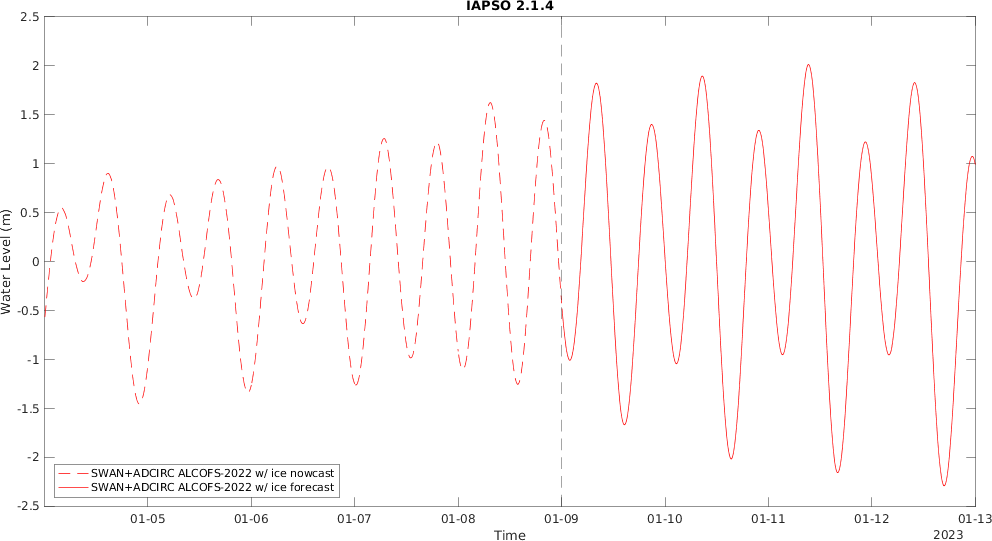 IAPSO 2.1.4
2.5
2
1.5
1
0.5
0
-0.5
-1
-1.5
-2
-2.5
Water Level (m)
SWAN+ADCIRC ALCOFS-2022 w/ ice nowcast
SWAN+ADCIRC ALCOFS-2022 w/ ice forecast
01-05 01-06 01-07 01-08 01-09 01-10 01-11 01-12 01-13
Time
2023